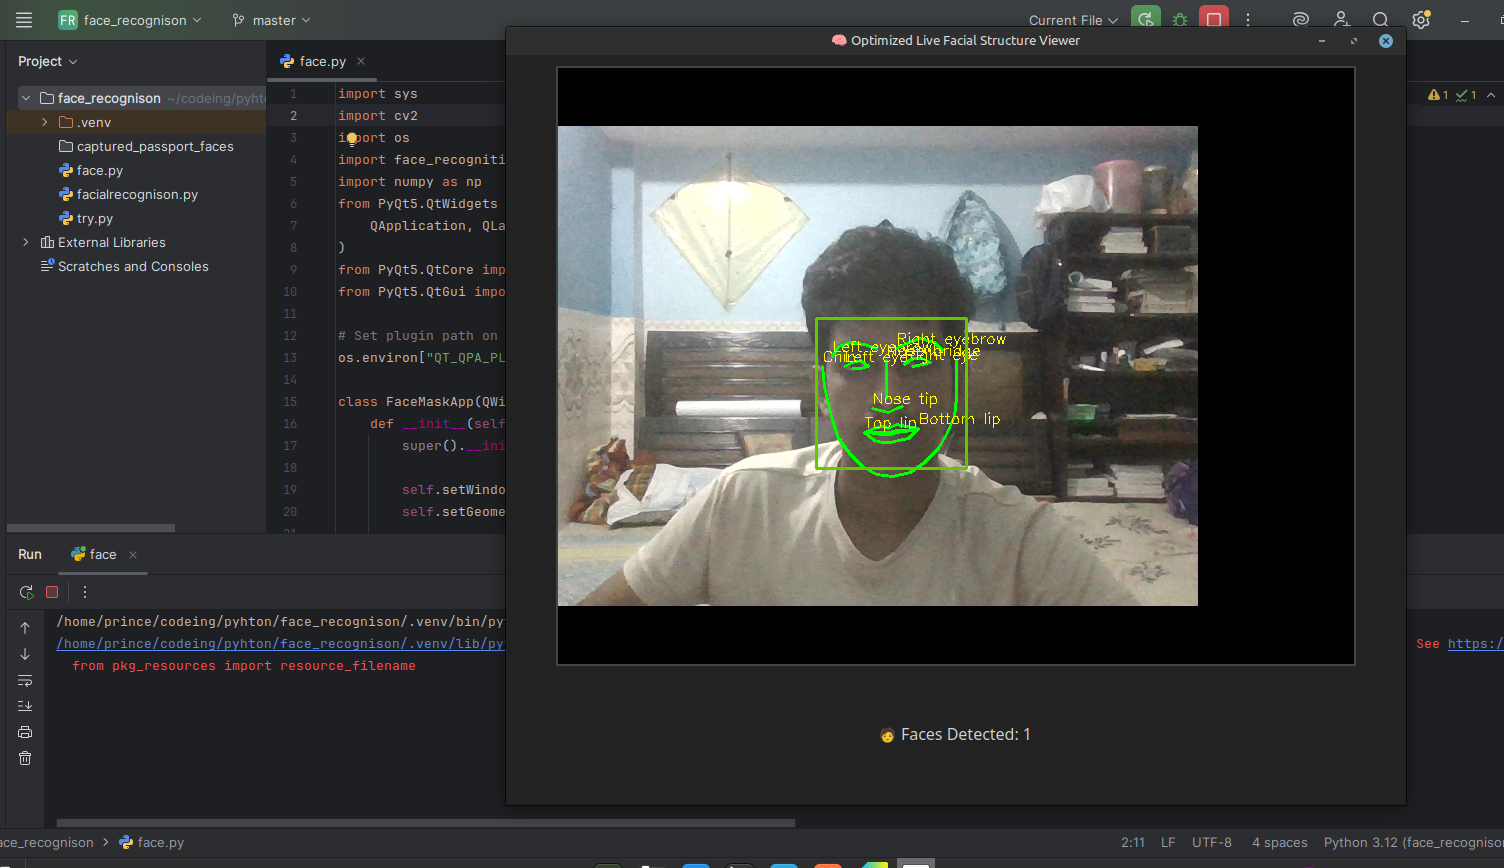 FR face_recognison master Current File
Project
face.py
face_recognison ~/codeing/pyht
.venv
captured_passport_faces
face.py
facialrecognison.py
try.py
External Libraries
Scratches and Consoles
1 import sys
2 import cv2
3 import os
4 import face_recogniti
5 import numpy as np
6 from PyQt5.QtWidgets
7 QApplication, QLa
8 )
9 from PyQt5.QtCore imp
10 from PyQt5.QtGui impo
11
12 # Set plugin path on
13 os.environ["QT_QPA_PL
14
15 class FaceMaskApp(QWi
16 def __init__(self
17 super().__ini
18
19 self.setWindo
20 self.setGeome
21
1 1
Optimized Live Facial Structure Viewer
Right eyebrow
Left eyebrow
Chin
Left eye
Right eye
Nose tip
Top lip
Bottom lip
Faces Detected: 1
Run face
/home/prince/codeing/pyhton/face_recognison/.venv/bin/pyt
/home/prince/codeing/pyhton/face_recognison/.venv/lib/pyt
See https:/
from pkg_resources import resource_filename
ace_recognison face.py
2:11 LF UTF-8 4 spaces Python 3.12 (face_recognison